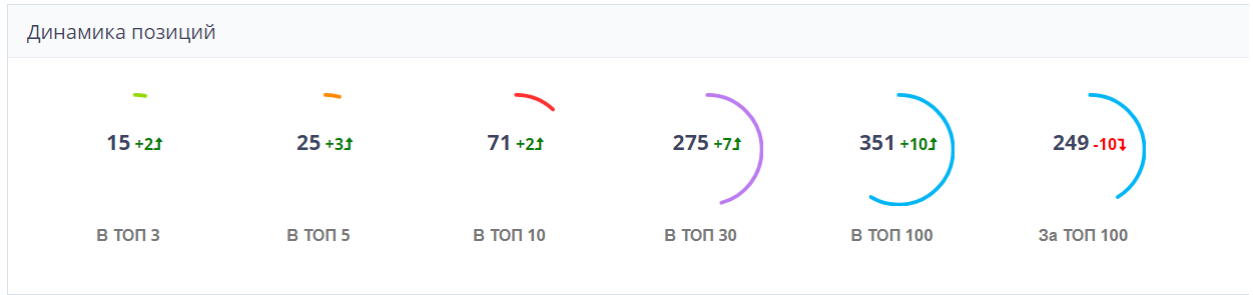 Динамика позиций
15 +2
25 +3
71 +2
275 +7
351 +10
249 -10
В ТОП 3
В ТОП 5
В ТОП 10
В ТОП 30
В ТОП 100
За ТОП 100